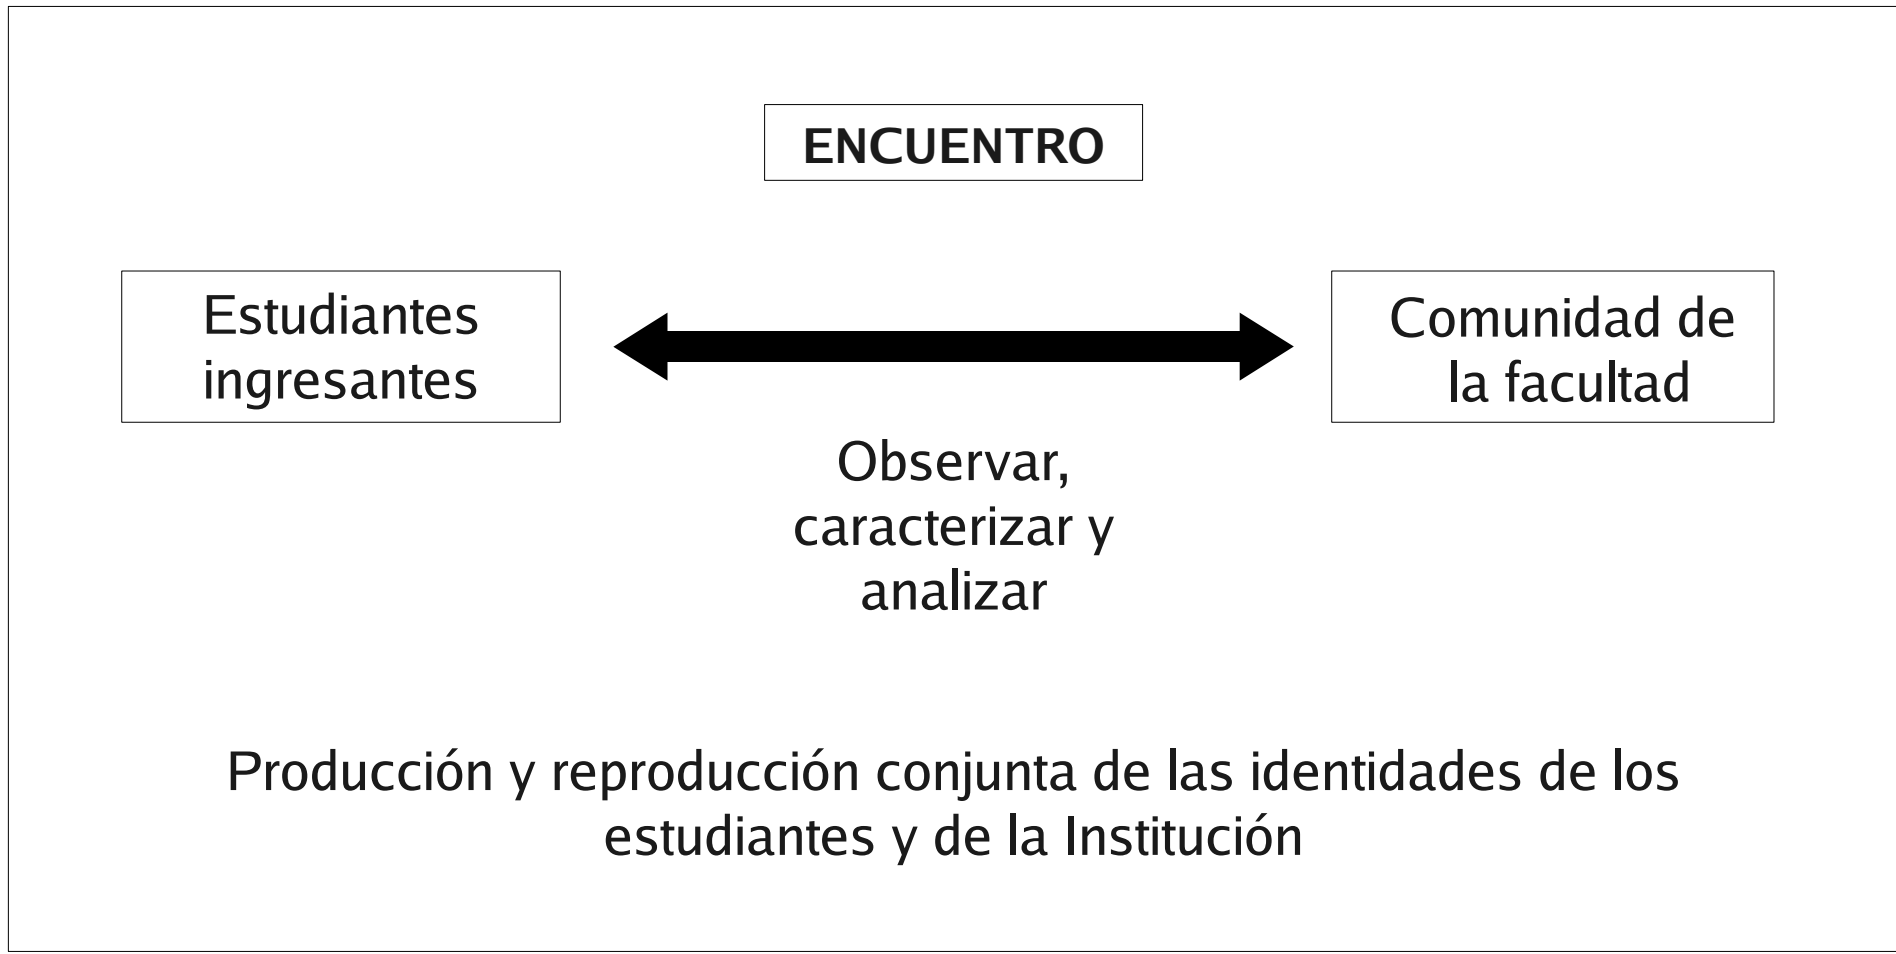 ENCUENTRO
Estudiantes
ingresantes
Comunidad de
la facultad
Observar,
caracterizar y
analizar
Producción y reproducción conjunta de las identidades de los
estudiantes y de la Institución